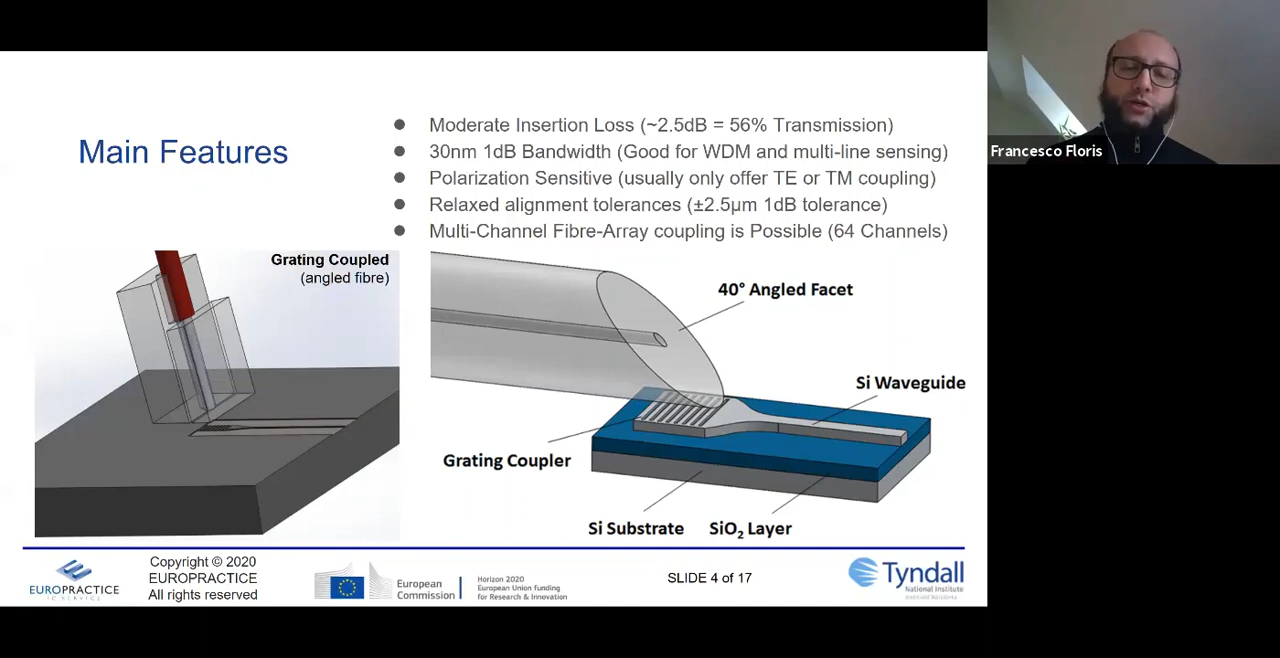 Main Features
Moderate Insertion Loss (~2.5dB = 56% Transmission)
30nm 1dB Bandwidth (Good for WDM and multi-line sensing)
Polarization Sensitive (usually only offer TE or TM coupling)
Relaxed alignment tolerances (±2.5µm 1dB tolerance)
Multi-Channel Fibre-Array coupling is Possible (64 Channels)
Francesco Floris
Grating Coupled
(angled fibre)
40° Angled Facet
Si Waveguide
Grating Coupler
Si Substrate
SiO₂ Layer
EUROPRACTICE
IC SERVICE
Copyright © 2020
EUROPRACTICE
All rights reserved
European
Commission
Horizon 2020
European Union funding
for Research & Innovation
SLIDE 4 of 17
Tyndall
National Institute